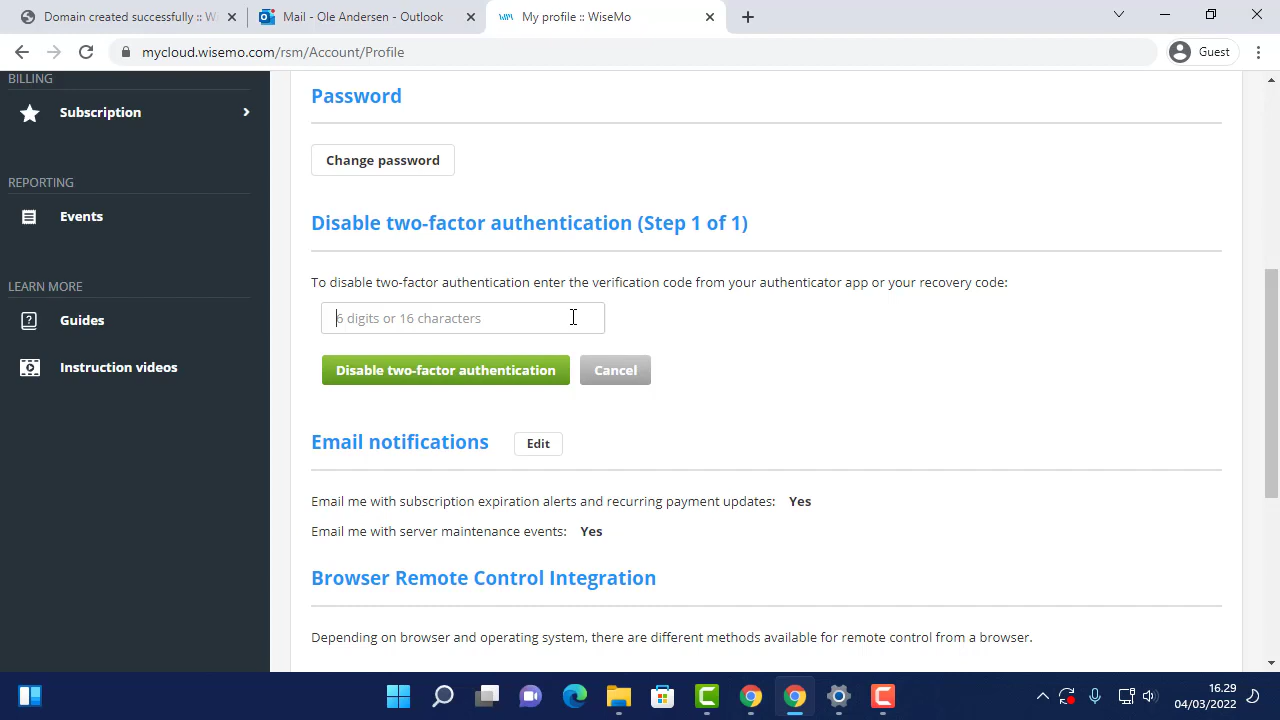 Domain created successfully :: Wi
Mail - Ole Andersen - Outlook
My profile :: WiseMo
mycloud.wisemo.com/rsm/Account/Profile
Guest
BILLING
Subscription
REPORTING
Events
LEARN MORE
Guides
Instruction videos
Password
Change password
Disable two-factor authentication (Step 1 of 1)
To disable two-factor authentication enter the verification code from your authenticator app or your recovery code:
6 digits or 16 characters
Disable two-factor authentication Cancel
Email notifications Edit
Email me with subscription expiration alerts and recurring payment updates: Yes
Email me with server maintenance events: Yes
Browser Remote Control Integration
Depending on browser and operating system, there are different methods available for remote control from a browser.
16.29
04/03/2022